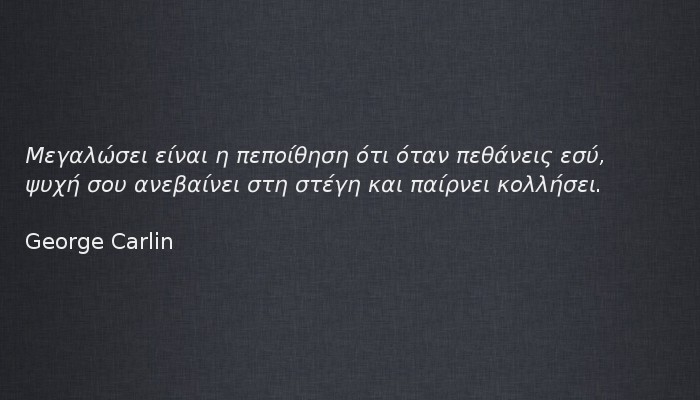 Μεγαλώσει είναι η πεποίθηση ότι όταν πεθάνεις εσύ,
ψυχή σου ανεβαίνει στη στέγη και παίρνει κολλήσει.
George Carlin